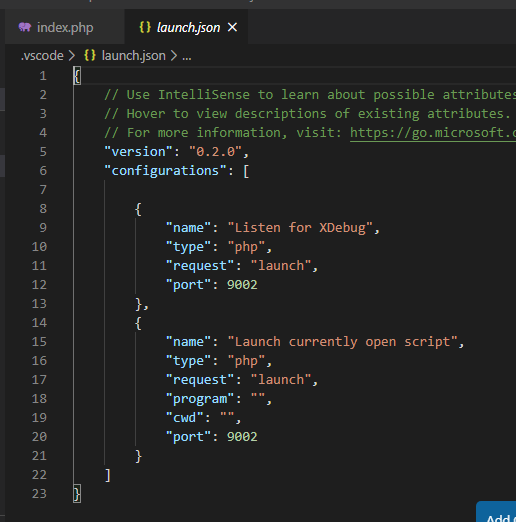 index.php
launch.json
.vscode > launch.json > ...
1 {
2 // Use IntelliSense to learn about possible attributes
3 // Hover to view descriptions of existing attributes.
4 // For more information, visit: https://go.microsoft.c
5 "version": "0.2.0",
6 "configurations": [
7
8 {
9 "name": "Listen for XDebug",
10 "type": "php",
11 "request": "launch",
12 "port": 9002
13 },
14 {
15 "name": "Launch currently open script",
16 "type": "php",
17 "request": "launch",
18 "program": "",
19 "cwd": "",
20 "port": 9002
21 }
22 ]
23 }
Add